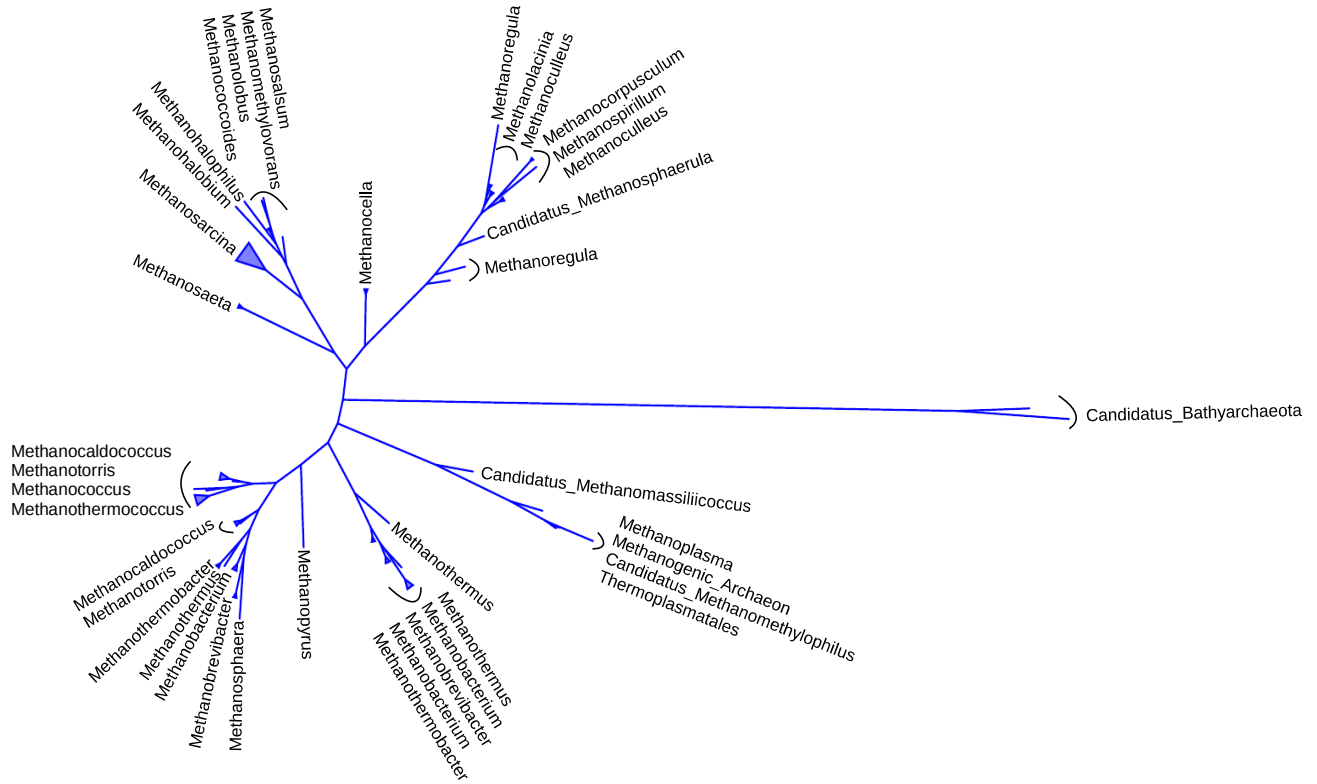 Methanosalsum
Methanomethylovorans
Methanolobus
Methanococcoides
Methanohalophilus
Methanohalobium
Methanosarcina
Methanosaeta
Methanocella
Methanoregula
Methanolacinia
Methanoculleus
Methanocorpusculum
Methanospirillum
Methanoculleus
Candidatus_Methanosphaerula
Methanoregula
Candidatus_Bathyarchaeota
Candidatus_Methanomassiliicoccus
Methanoplasma
Methanogenic_Archaeon
Candidatus_Methanomethylophilus
Thermoplasmatales
Methanothermus
Methanothermus
Methanobacterium
Methanobrevibacter
Methanobacterium
Methanothermobacter
Methanopyrus
Methanosphaera
Methanobrevibacter
Methanobacterium
Methanothermus
Methanothermobacter
Methanotorris
Methanocaldococcus
Methanocaldococcus
Methanotorris
Methanococcus
Methanothermococcus